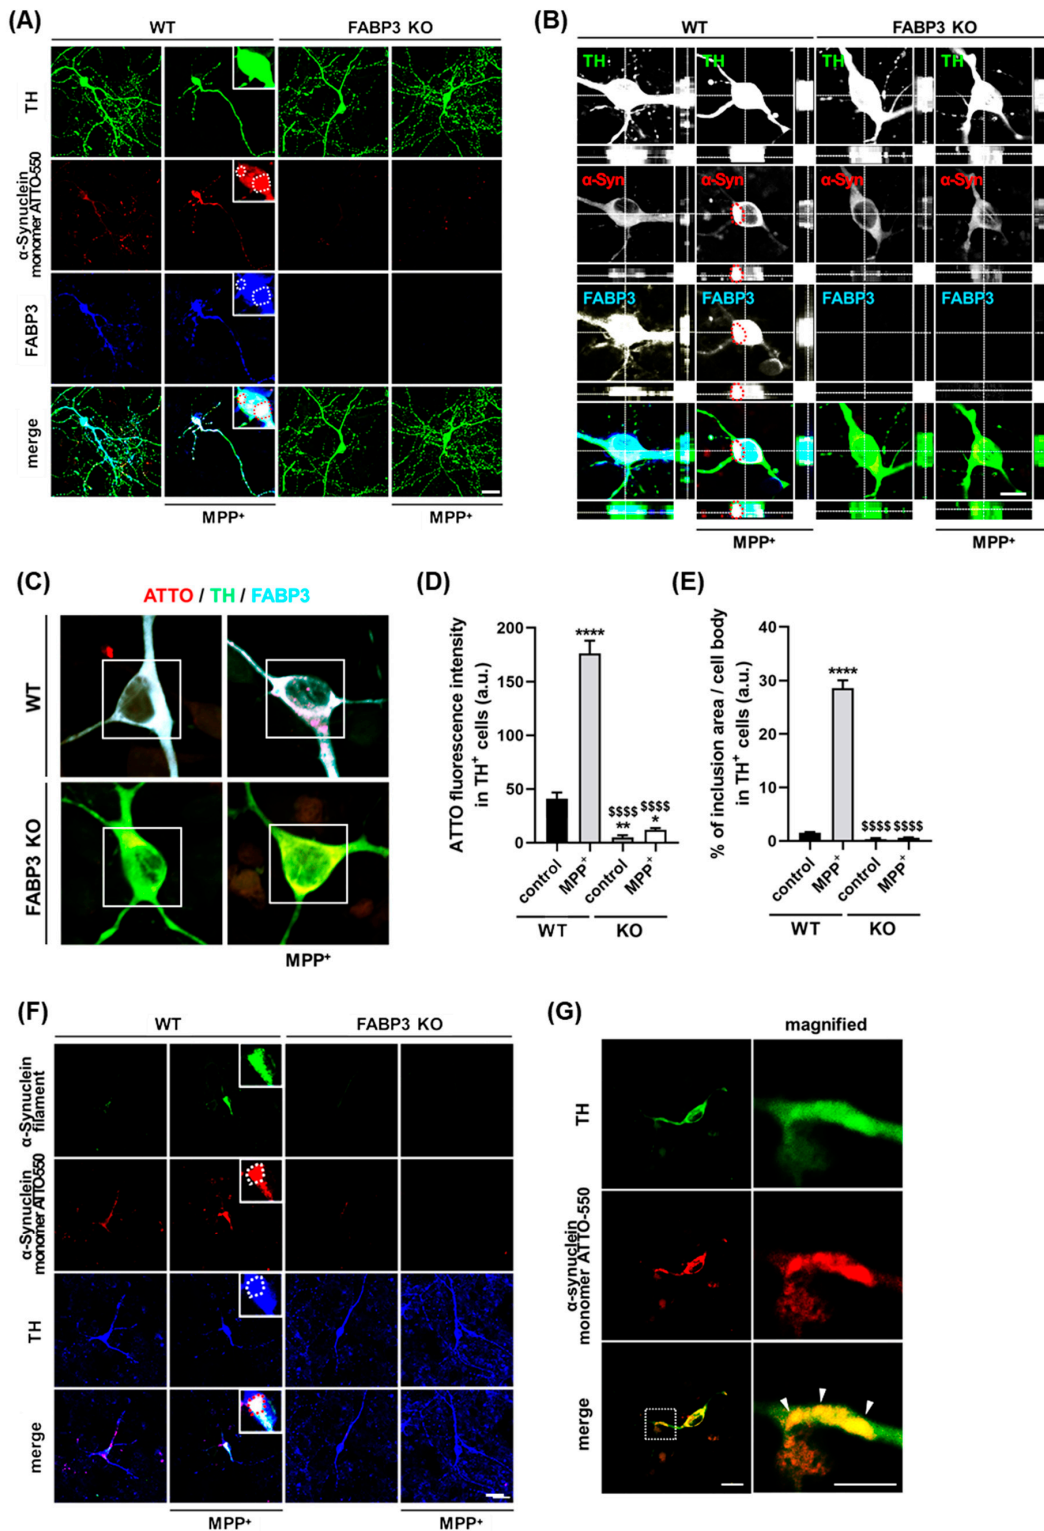 (A)
WT
FABP3 KO
TH
α-Synuclein
monomer ATTO-550
FABP3
merge
MPP⁺
MPP⁺
(B)
WT
FABP3 KO
TH
TH
TH
TH
α-Syn
α-Syn
α-Syn
α-Syn
FABP3
FABP3
FABP3
FABP3
MPP⁺
MPP⁺
(C)
ATTO / TH / FABP3
WT
FABP3 KO
MPP⁺
(D)
ATTO fluorescence intensity
in TH⁺ cells (a.u.)
200
150
100
50
0
****
$$$$
**
$$$$
*
control
MPP⁺
control
MPP⁺
WT
KO
(E)
% of inclusion area / cell body
in TH⁺ cells (a.u.)
40
30
20
10
0
****
$$$$ $$$$
control
MPP⁺
control
MPP⁺
WT
KO
(F)
WT
FABP3 KO
α-Synuclein
filament
α-Synuclein
monomer ATTO-550
TH
merge
MPP⁺
MPP⁺
(G)
magnified
TH
α-synuclein
monomer ATTO-550
merge